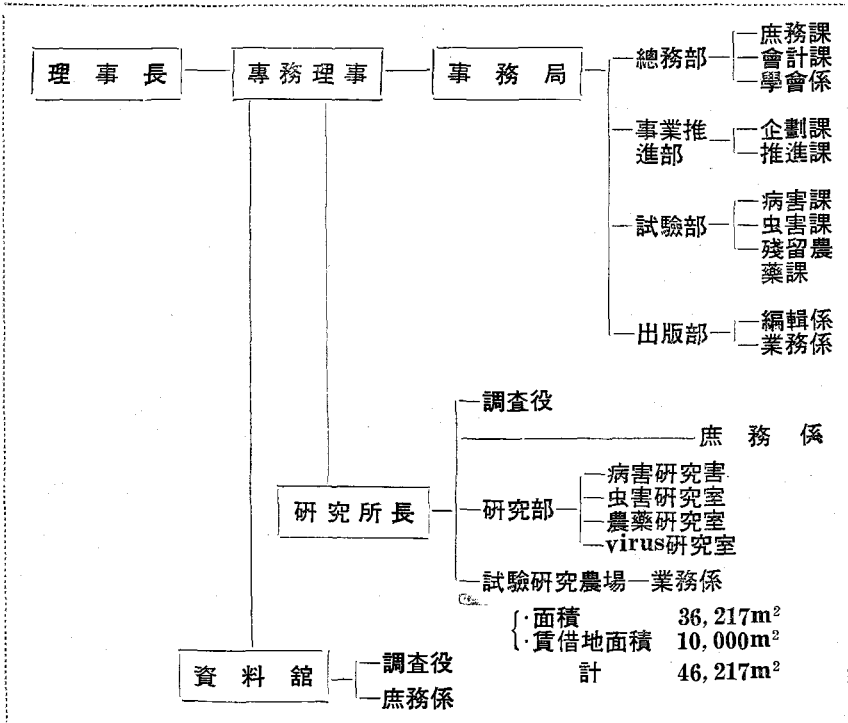 理事長
專務理事
事務局
總務部
庶務課
會計課
學會係
事業推
進部
企劃課
推進課
試驗部
病害課
虫害課
殘留農
藥課
出版部
編輯係
業務係
研究所長
調査役
庶務係
研究部
病害研究害
虫害研究室
農藥研究室
virus研究室
試驗研究農場―業務係
·面積 36,217m²
·賃借地面積 10,000m²
計 46,217m²
資料舘
調査役
庶務係